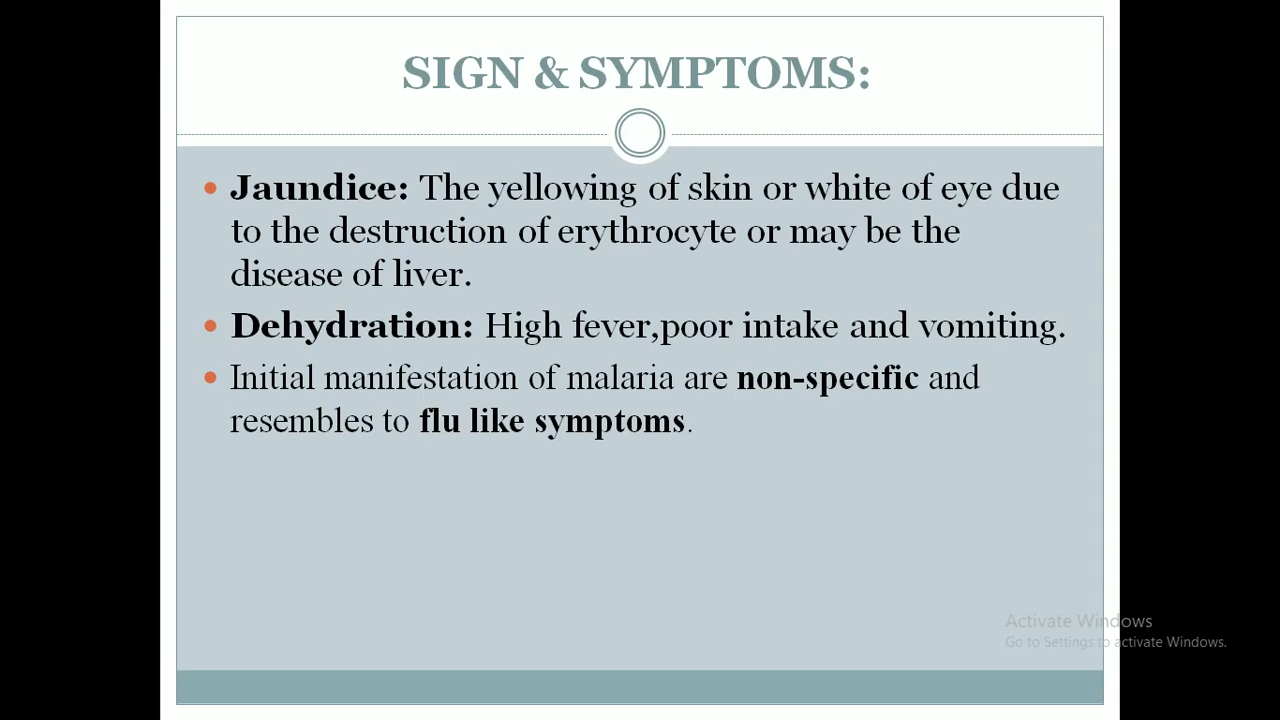 SIGN & SYMPTOMS:
Jaundice: The yellowing of skin or white of eye due
to the destruction of erythrocyte or may be the
disease of liver.
Dehydration: High fever,poor intake and vomiting.
Initial manifestation of malaria are non-specific and
resembles to flu like symptoms.
Activate Windows
Go to Settings to activate Windows.